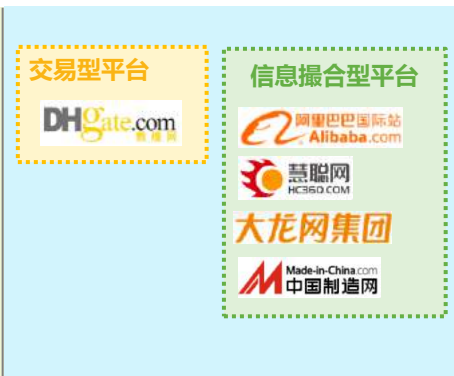 交易型平台
DHgate.com
敦煌网
信息撮合型平台
阿里巴巴国际站
Alibaba.com
慧聪网
HC360.COM
大龙网集团
Made-in-China.com
中国制造网